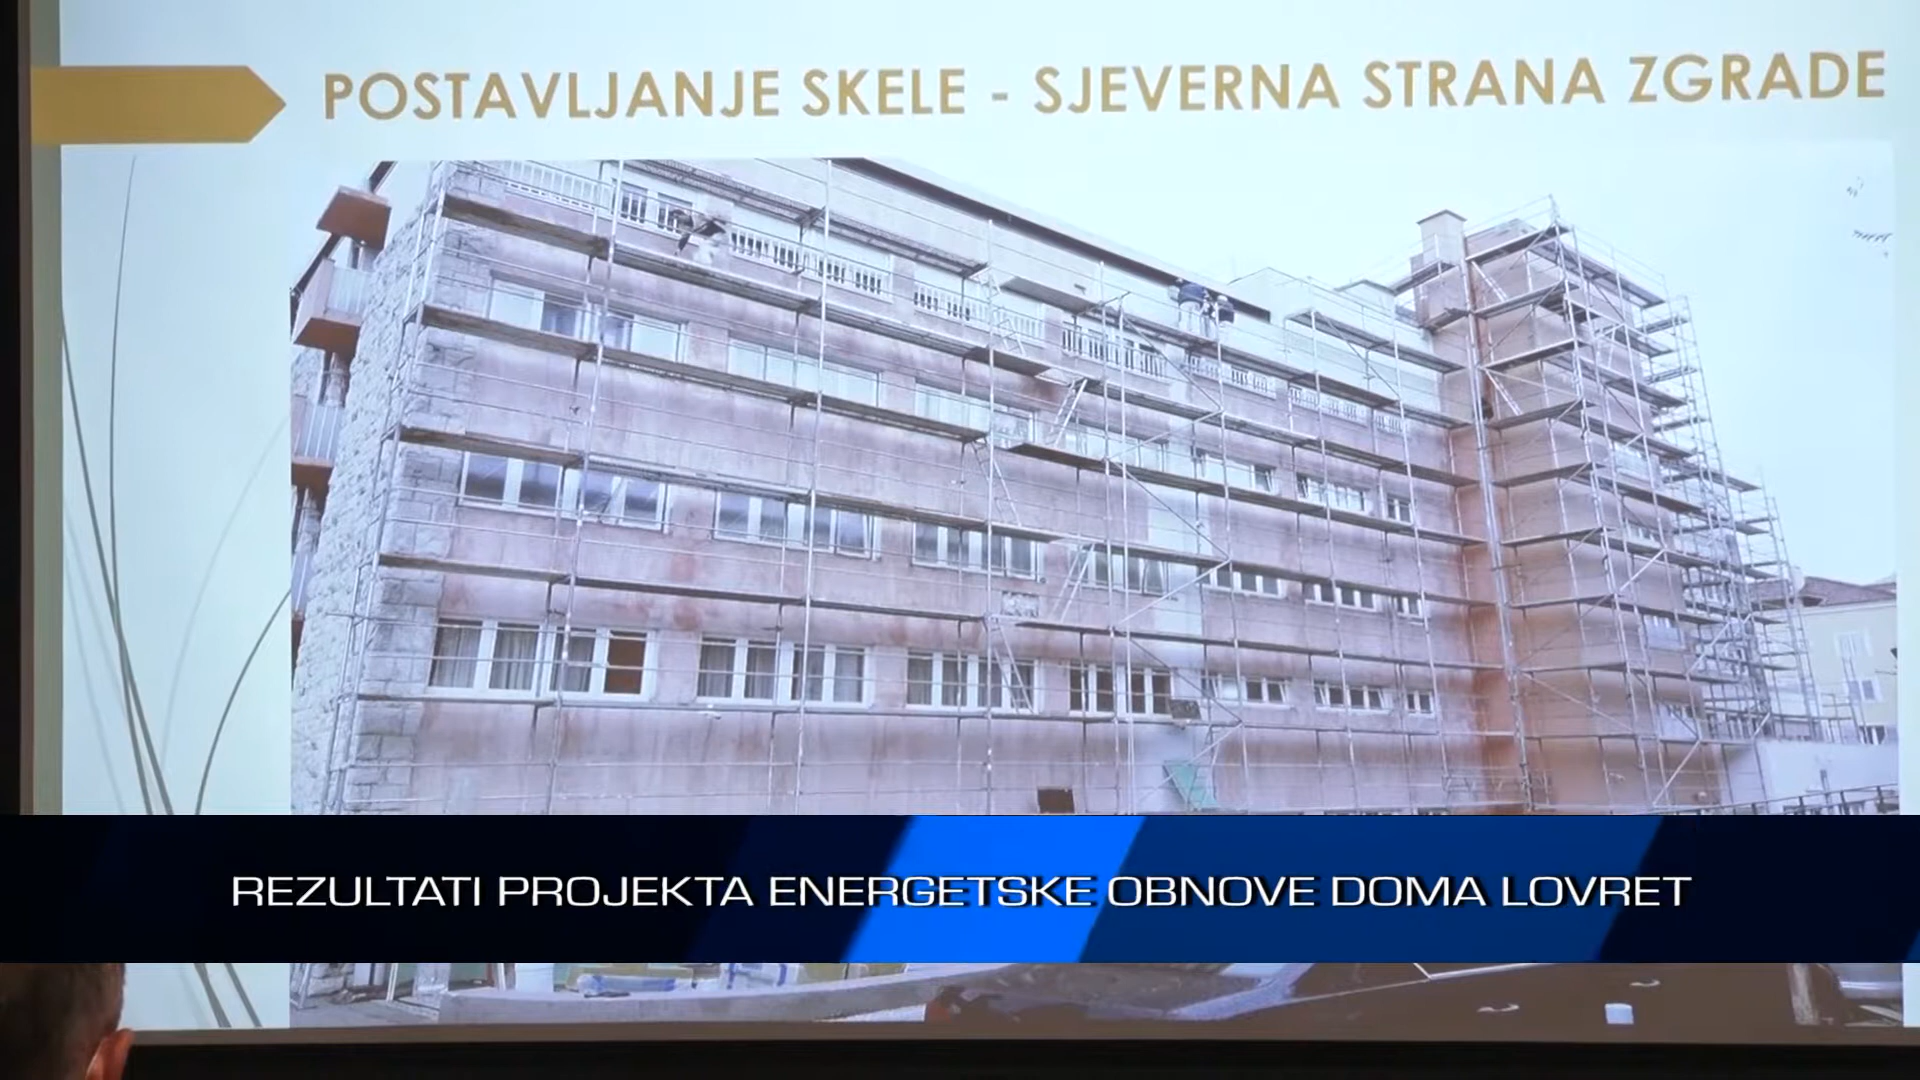 POSTAVLJANJE SKELE - SJEVERNA STRANA ZGRADE
REZULTATI PROJEKTA ENERGETSKE OBNOVE DOMA LOVRET